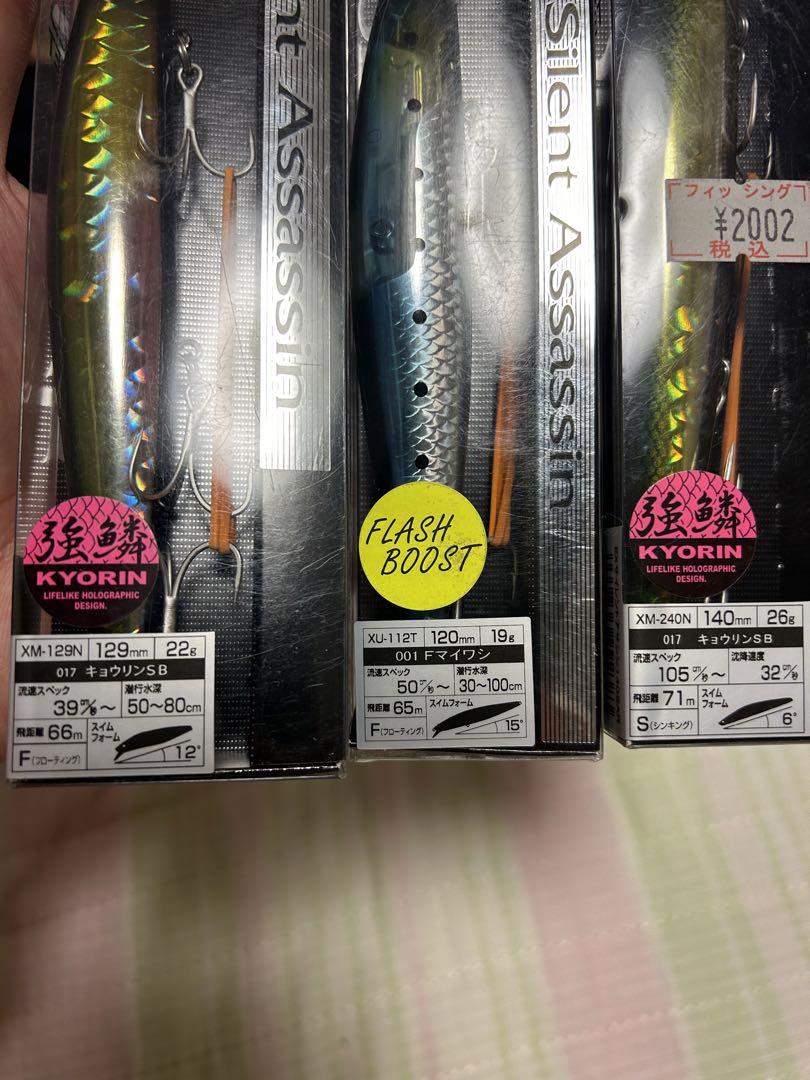 nt Assassin
強鱗
KYORIN
LIFELIKE HOLOGRAPHIC
DESIGN.
XM-129N 129mm 22g
017 キョウリンSB
流速スペック 39cm/秒～
潜行水深 50～80cm
飛距離 66m
スイムフォーム 12°
F(フローティング)
Silent Assassin
FLASH
BOOST
XU-112T 120mm 19g
001 Fマイワシ
流速スペック 50cm/秒～
潜行水深 30～100cm
飛距離 65m
スイムフォーム 15°
F(フローティング)
フィッシング
¥2002
税込
強鱗
KYORIN
LIFELIKE HOLOGRAPHIC
DESIGN.
XM-240N 140mm 26g
017 キョウリンSB
流速スペック 105cm/秒～
沈降速度 32cm/秒
飛距離 71m
スイムフォーム 6°
S(シンキング)